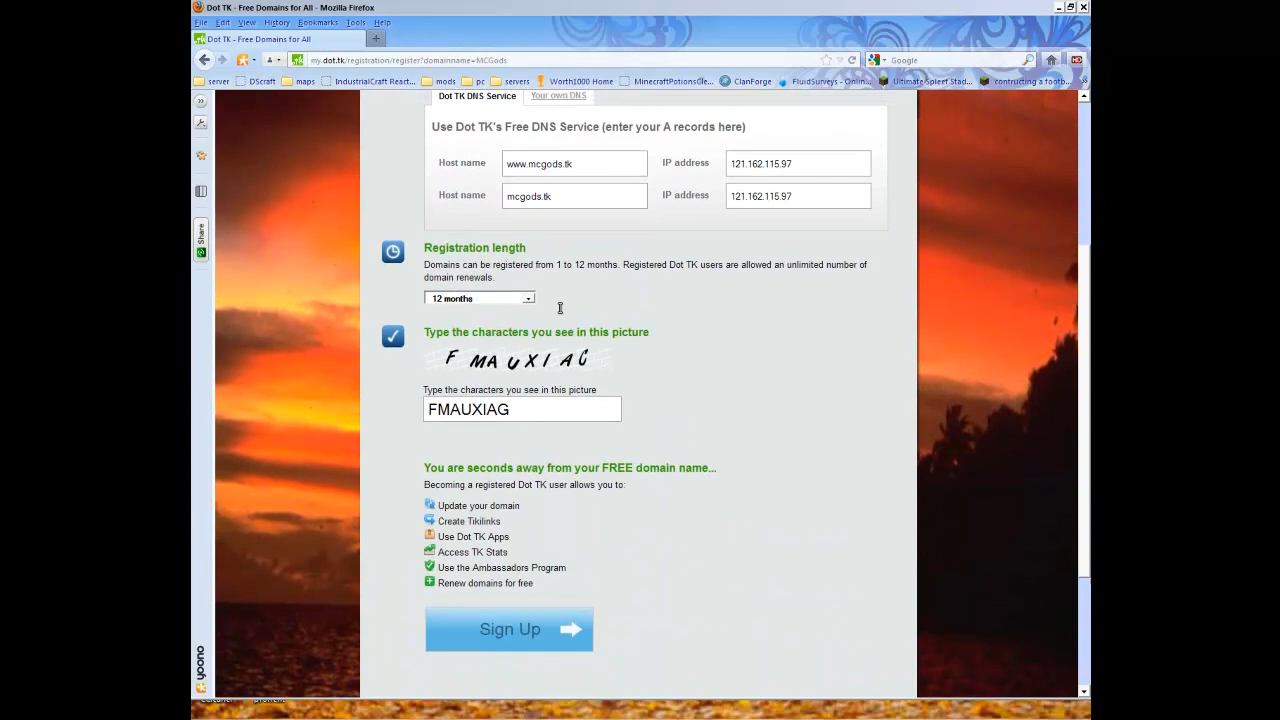 Dot TK - Free Domains for All - Mozilla Firefox
File Edit View History Bookmarks Tools Help
Dot TK - Free Domains for All
my.dot.tk/registration/register?domainname=MCGods
Google
server DScraft maps IndustrialCraft React... mods pc servers Worth1000 Home MinecraftPotionsCle... ClanForge FluidSurveys - Onlin... Ultimate Spleef Stad... contructing a footb...
Dot TK DNS Service Your own DNS
Use Dot TK's Free DNS Service (enter your A records here)
Host name www.mcgods.tk IP address 121.162.115.97
Host name mcgods.tk IP address 121.162.115.97
Share
Registration length
Domains can be registered from 1 to 12 months. Registered Dot TK users are allowed an unlimited number of
domain renewals.
12 months
Type the characters you see in this picture
F MAUXIAC
Type the characters you see in this picture
FMAUXIAG
You are seconds away from your FREE domain name...
Becoming a registered Dot TK user allows you to:
Update your domain
Create Tikilinks
Use Dot TK Apps
Access TK Stats
Use the Ambassadors Program
Renew domains for free
Sign Up
yoono